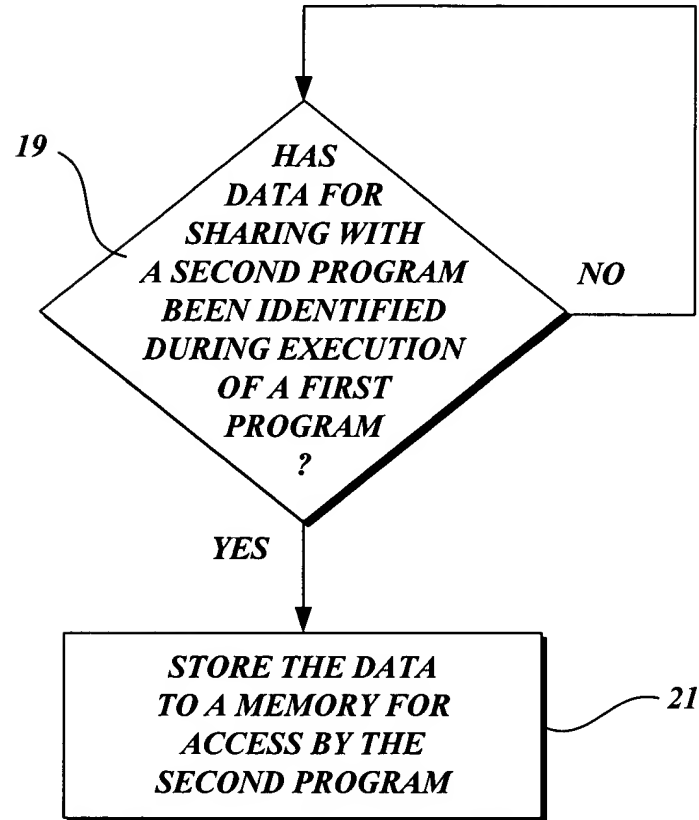 19
HAS
DATA FOR
SHARING WITH
A SECOND PROGRAM
BEEN IDENTIFIED
DURING EXECUTION
OF A FIRST
PROGRAM
?
NO
YES
STORE THE DATA
TO A MEMORY FOR
ACCESS BY THE
SECOND PROGRAM
21